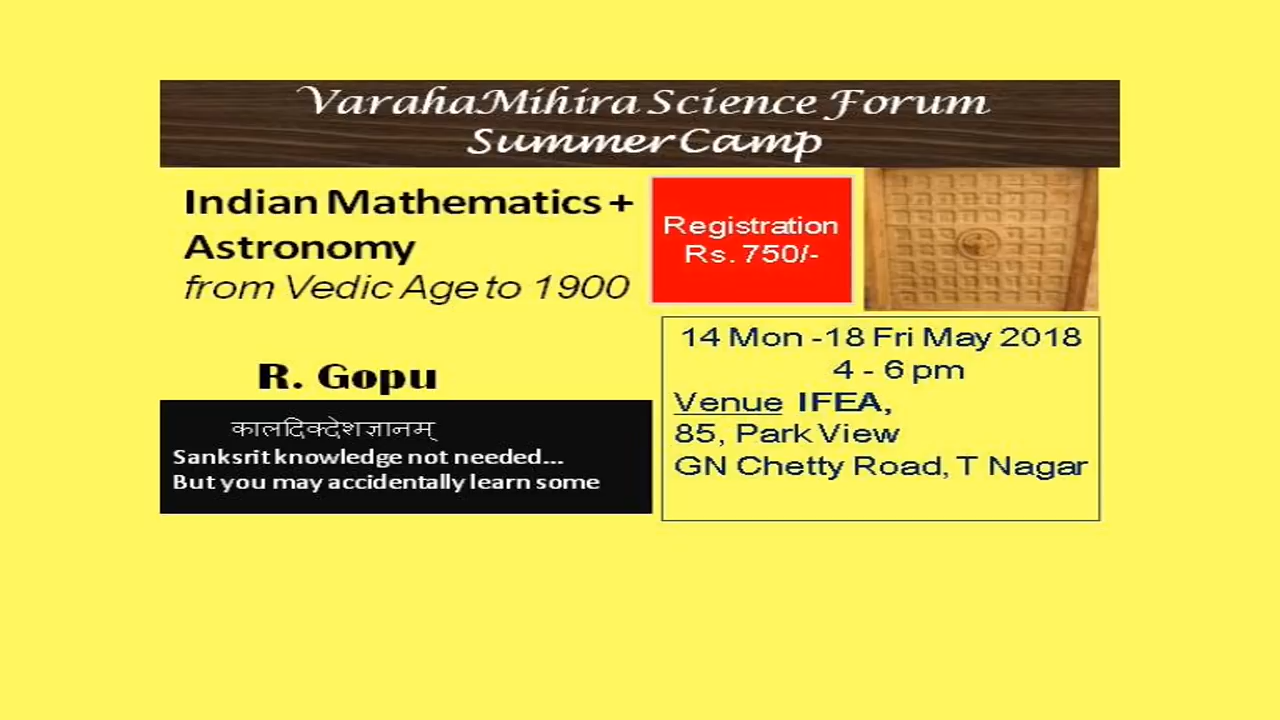 VarahaMihira Science Forum
Summer Camp
Indian Mathematics +
Astronomy
from Vedic Age to 1900
Registration
Rs. 750/-
R. Gopu
कालदिक्देशज्ञानम्
Sanksrit knowledge not needed...
But you may accidentally learn some
14 Mon -18 Fri May 2018
4 - 6 pm
Venue IFEA,
85, Park View
GN Chetty Road, T Nagar